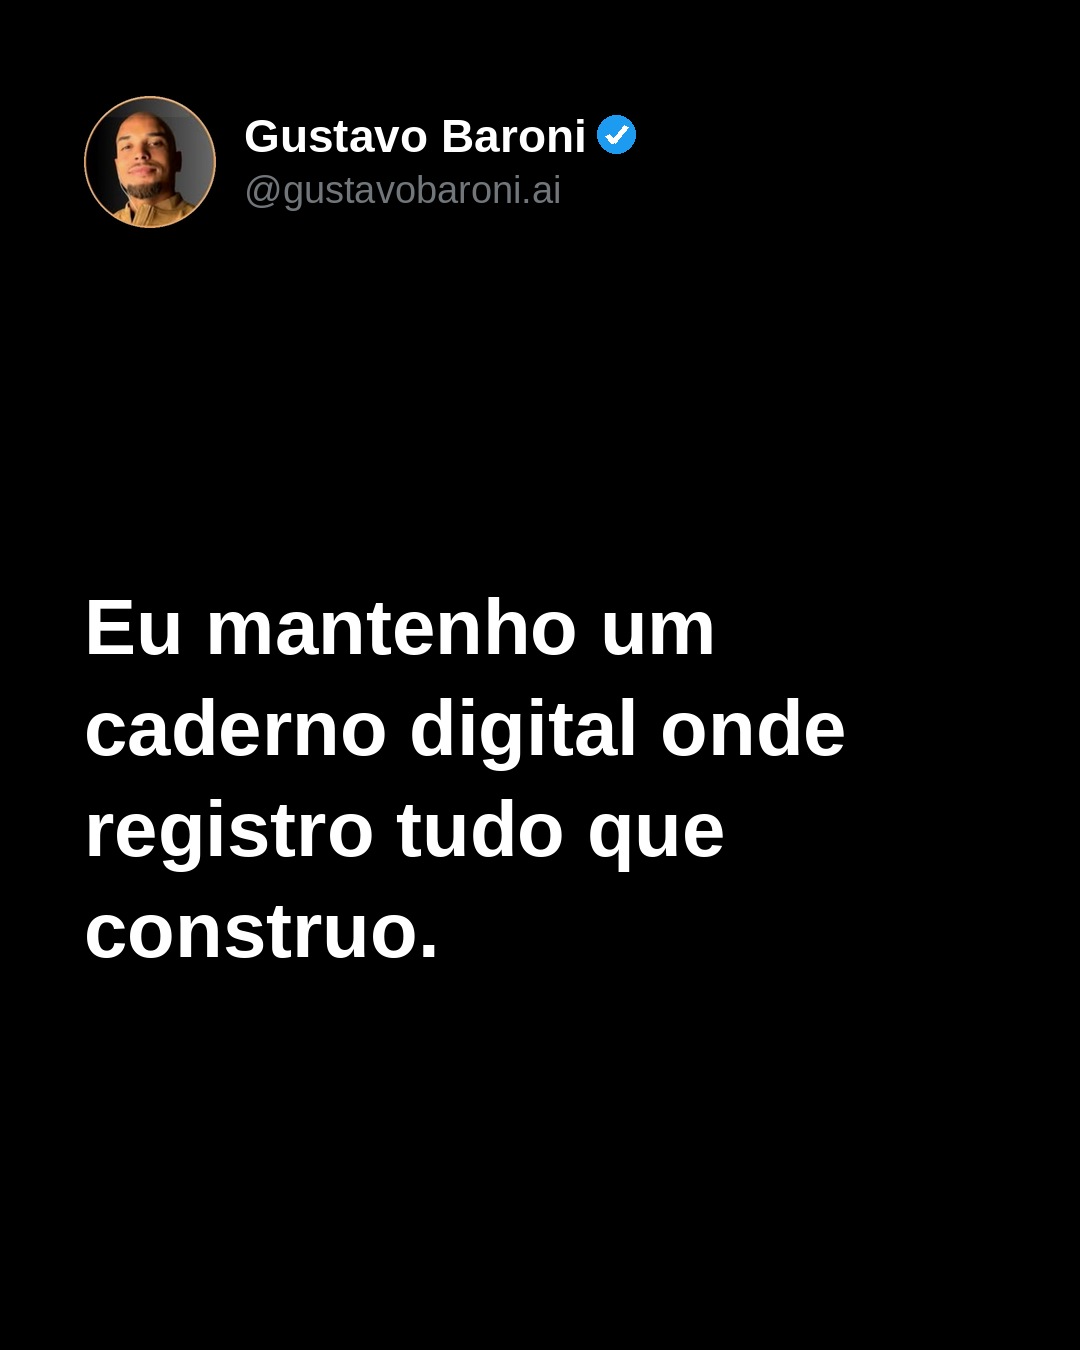 Gustavo Baroni
@gustavobaroni.ai
Eu mantenho um
caderno digital onde
registro tudo que
construo.